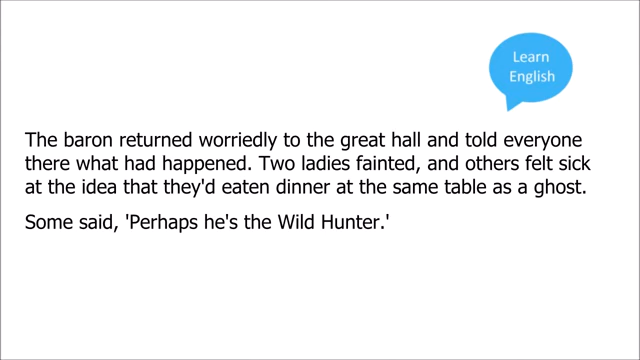 Learn
English
The baron returned worriedly to the great hall and told everyone
there what had happened. Two ladies fainted, and others felt sick
at the idea that they'd eaten dinner at the same table as a ghost.
Some said, 'Perhaps he's the Wild Hunter.'